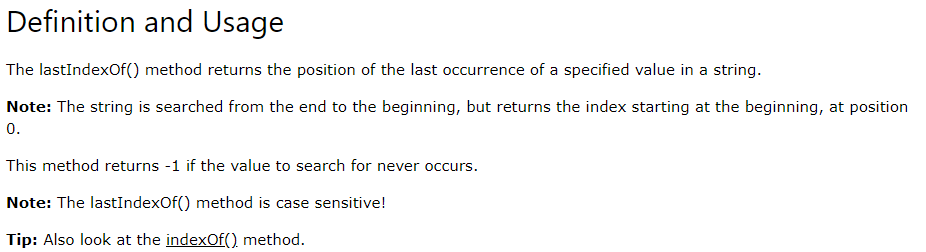 Definition and Usage
The lastIndexOf() method returns the position of the last occurrence of a specified value in a string.
Note: The string is searched from the end to the beginning, but returns the index starting at the beginning, at position
0.
This method returns -1 if the value to search for never occurs.
Note: The lastIndexOf() method is case sensitive!
Tip: Also look at the indexOf() method.